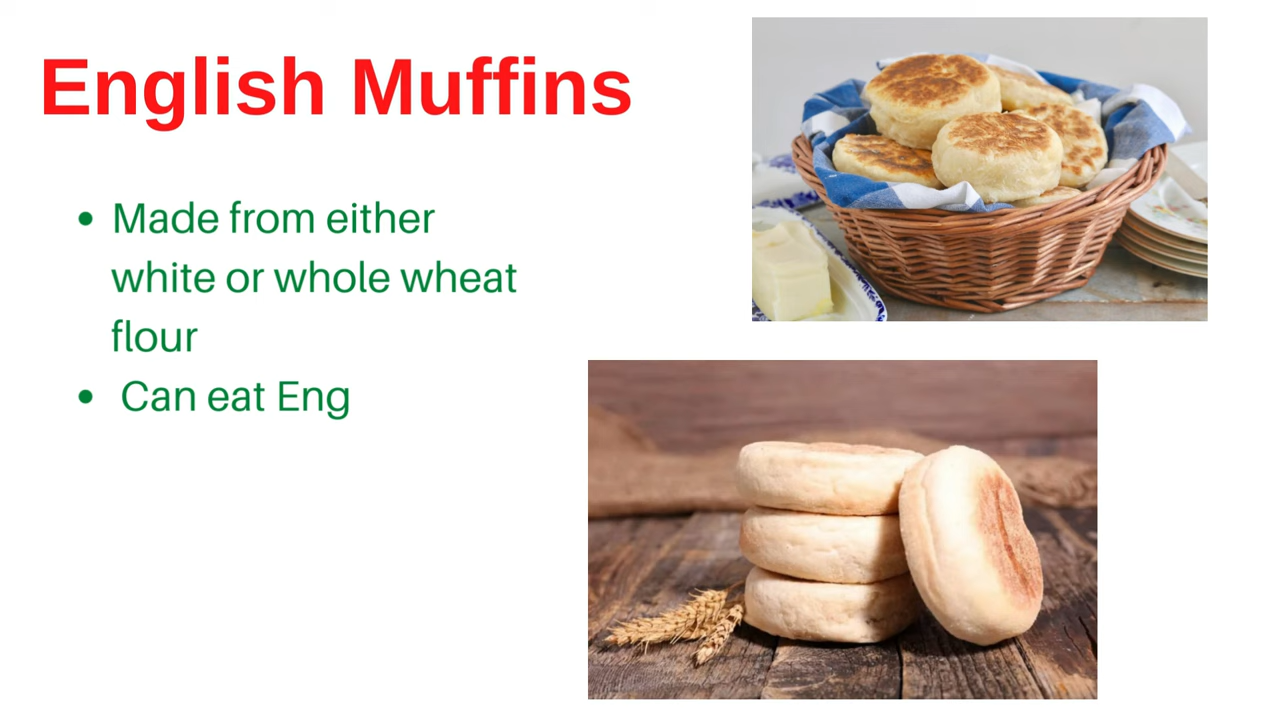 English Muffins
• Made from either
white or whole wheat
flour
• Can eat Eng